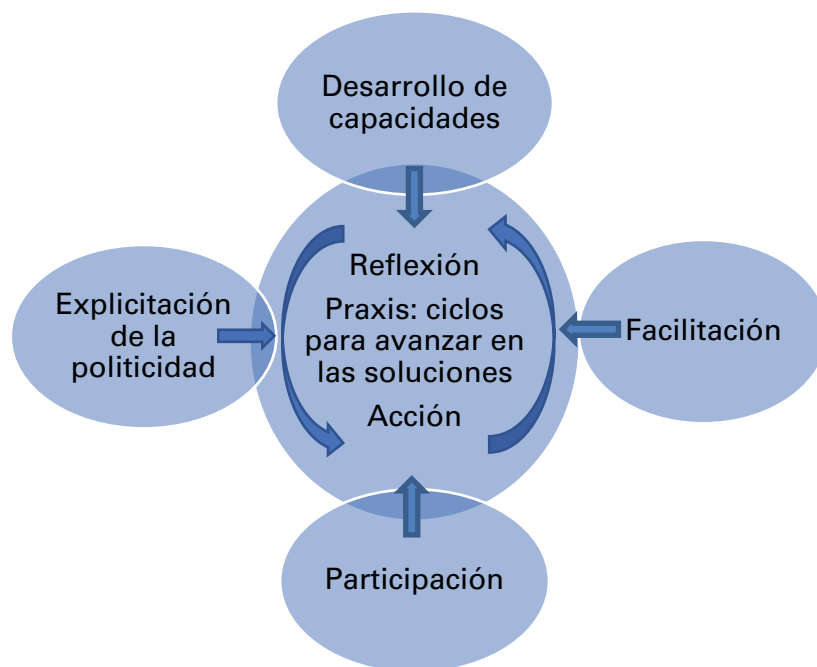 Desarrollo de
capacidades
Explicitación
de la
politicidad
Reflexión
Praxis: ciclos
para avanzar en
las soluciones
Acción
Facilitación
Participación